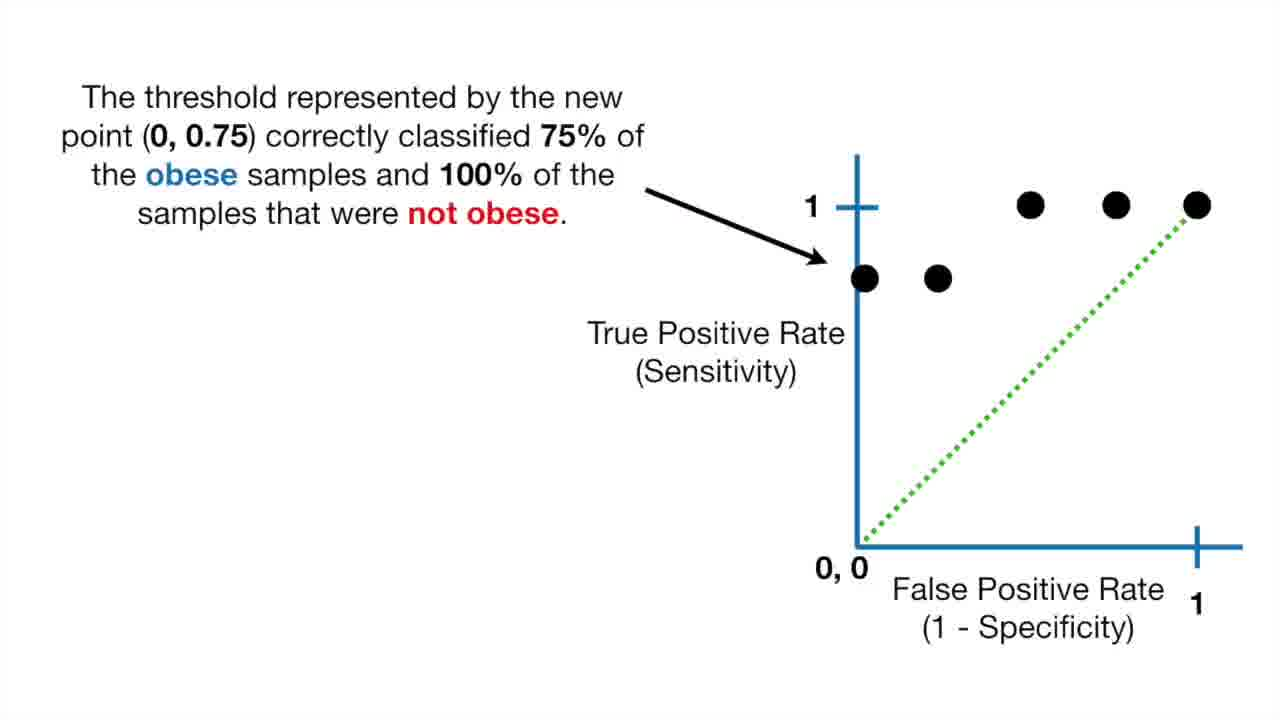 The threshold represented by the new
point (0, 0.75) correctly classified 75% of
the obese samples and 100% of the
samples that were not obese.
1
True Positive Rate
(Sensitivity)
0, 0
False Positive Rate
(1 - Specificity)
1